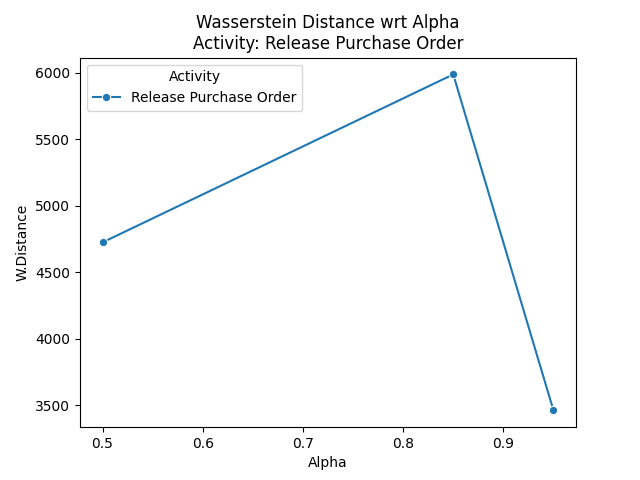 Wasserstein Distance wrt Alpha
Activity: Release Purchase Order
Activity
Release Purchase Order
W.Distance
6000
5500
5000
4500
4000
3500
0.5 0.6 0.7 0.8 0.9
Alpha